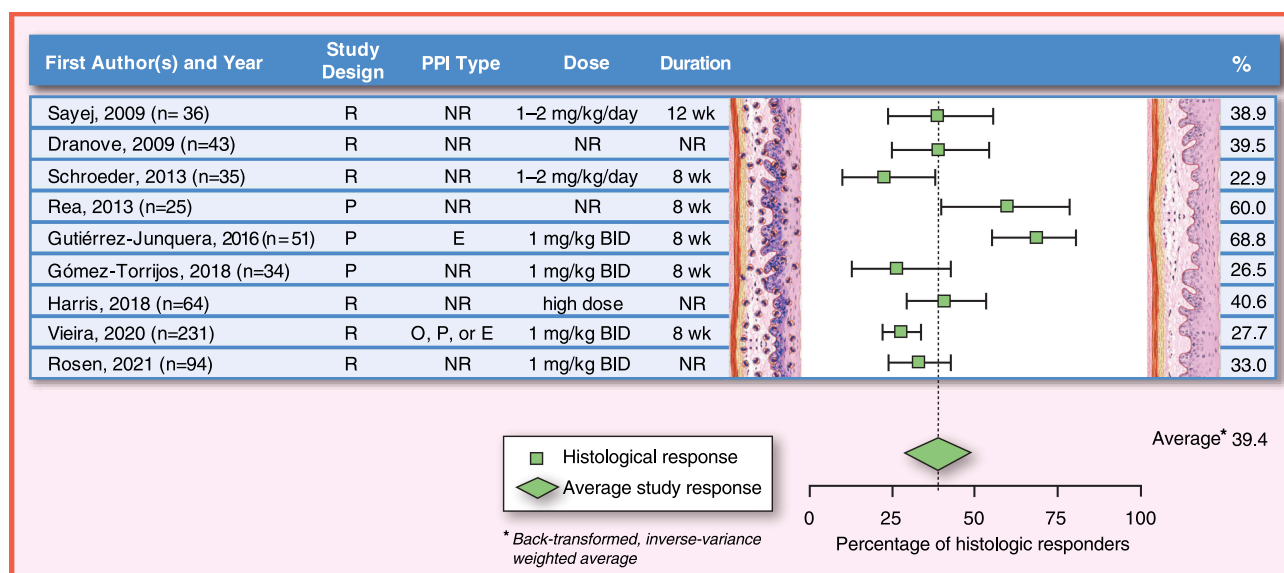 First Author(s) and Year Study Design PPI Type Dose Duration %
Sayej, 2009 (n= 36) R NR 1–2 mg/kg/day 12 wk 38.9
Dranove, 2009 (n=43) R NR NR NR 39.5
Schroeder, 2013 (n=35) R NR 1–2 mg/kg/day 8 wk 22.9
Rea, 2013 (n=25) P NR NR 8 wk 60.0
Gutiérrez-Junquera, 2016 (n=51) P E 1 mg/kg BID 8 wk 68.8
Gómez-Torrijos, 2018 (n=34) P NR 1 mg/kg BID 8 wk 26.5
Harris, 2018 (n=64) R NR high dose NR 40.6
Vieira, 2020 (n=231) R O, P, or E 1 mg/kg BID 8 wk 27.7
Rosen, 2021 (n=94) R NR 1 mg/kg BID NR 33.0
Average* 39.4
Histological response
Average study response
* Back-transformed, inverse-variance
weighted average
0 25 50 75 100
Percentage of histologic responders